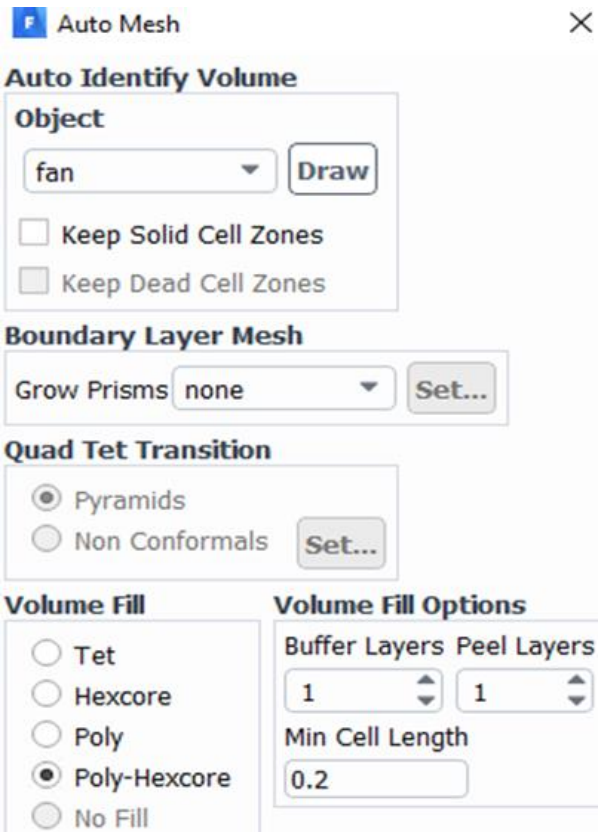 F Auto Mesh
Auto Identify Volume
Object
fan
Draw
Keep Solid Cell Zones
Keep Dead Cell Zones
Boundary Layer Mesh
Grow Prisms none Set...
Quad Tet Transition
Pyramids
Non Conformals Set...
Volume Fill
Tet
Hexcore
Poly
Poly-Hexcore
No Fill
Volume Fill Options
Buffer Layers Peel Layers
1 1
Min Cell Length
0.2